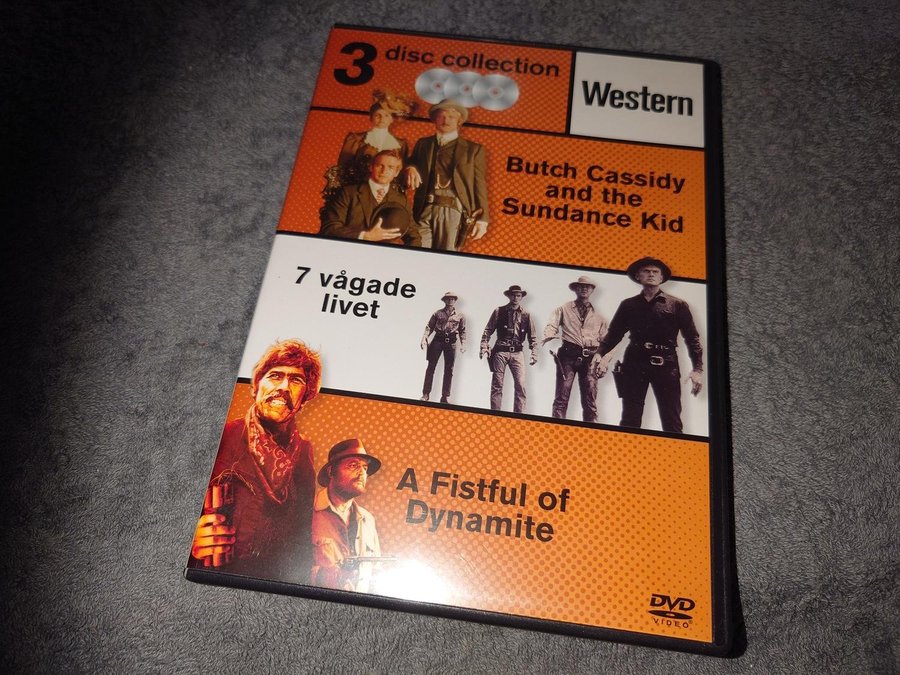 3 disc collection
Western
Butch Cassidy
and the
Sundance Kid
7 vågade
livet
A Fistful of
Dynamite
DVD
VIDEO